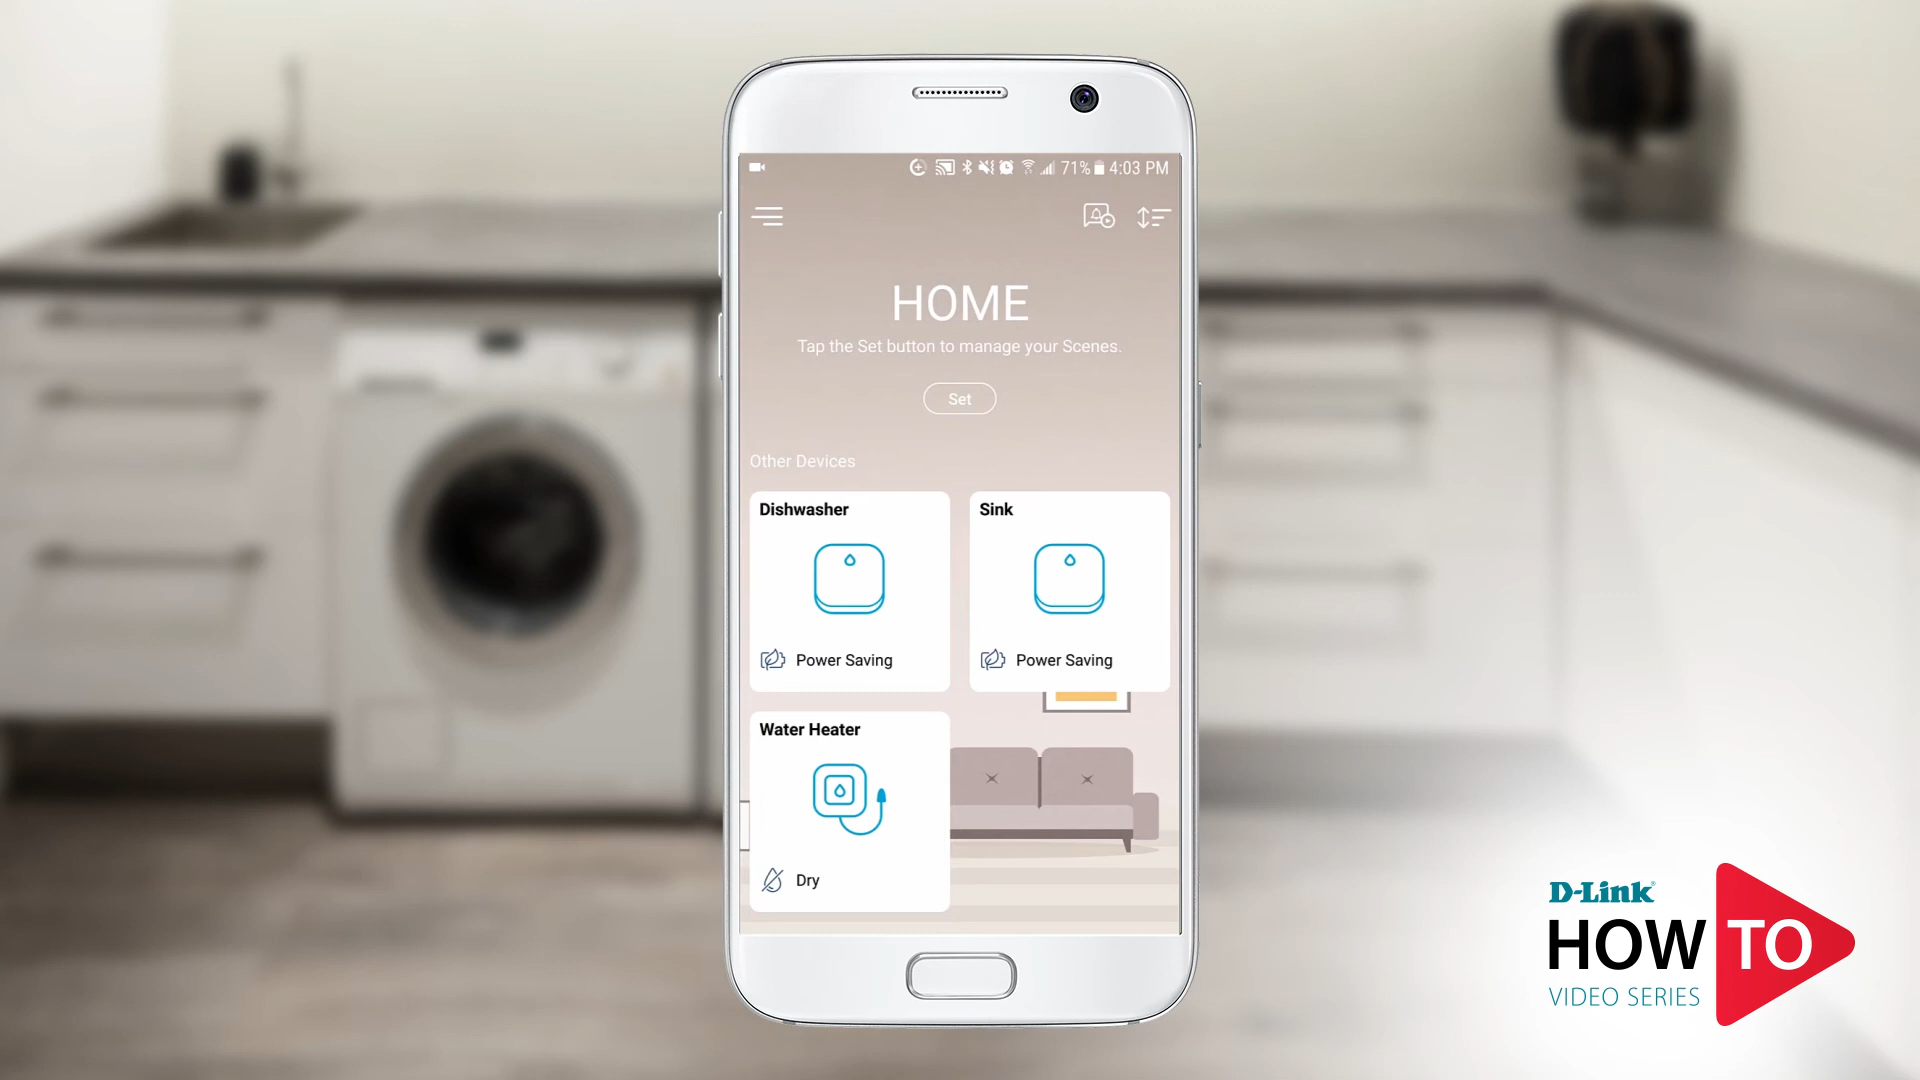 71% 4:03 PM
HOME
Tap the Set button to manage your Scenes.
Set
Other Devices
Dishwasher
Sink
Power Saving
Power Saving
Water Heater
Dry
D-Link®
HOW TO
VIDEO SERIES